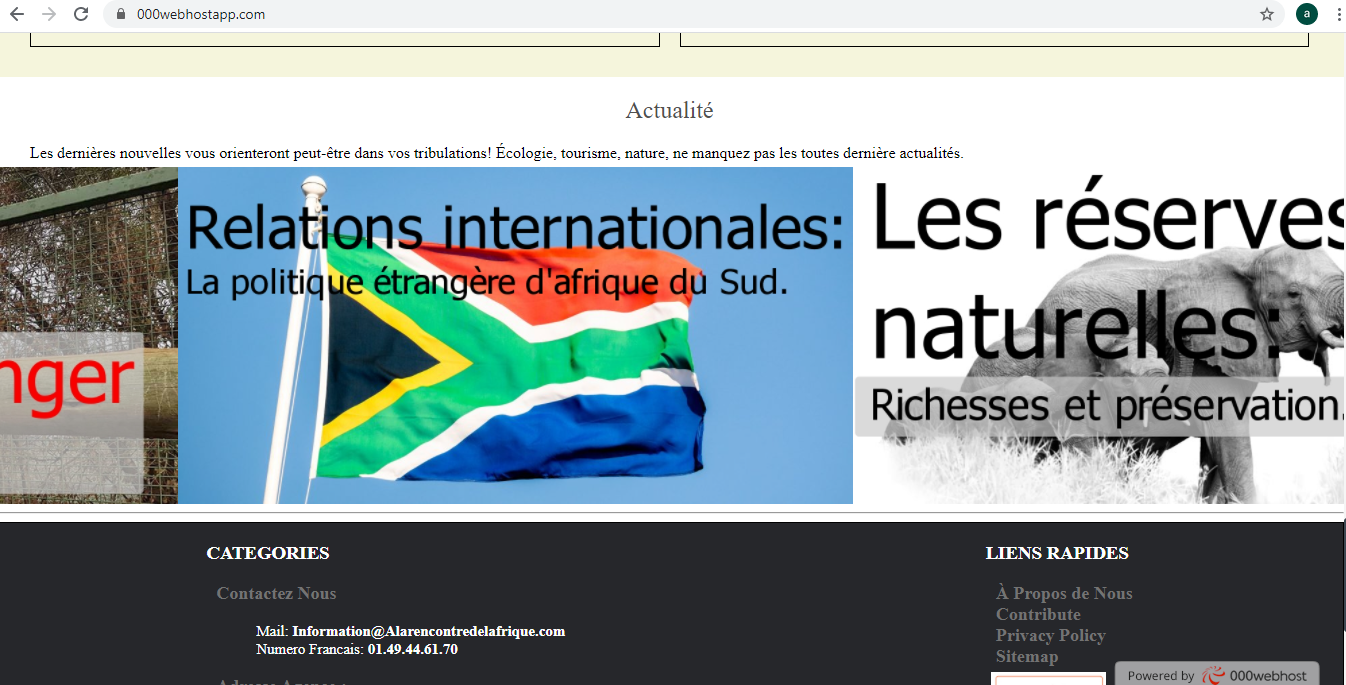 000webhostapp.com
a
Actualité
Les dernières nouvelles vous orienteront peut-être dans vos tribulations! Écologie, tourisme, nature, ne manquez pas les toutes dernière actualités.
nger
Relations internationales:
La politique étrangère d'afrique du Sud.
Les réserves
naturelles:
Richesses et préservation.
CATEGORIES
Contactez Nous
Mail: Information@Alarencontredelafrique.com
Numero Francais: 01.49.44.61.70
LIENS RAPIDES
À Propos de Nous
Contribute
Privacy Policy
Sitemap
Powered by 000webhost